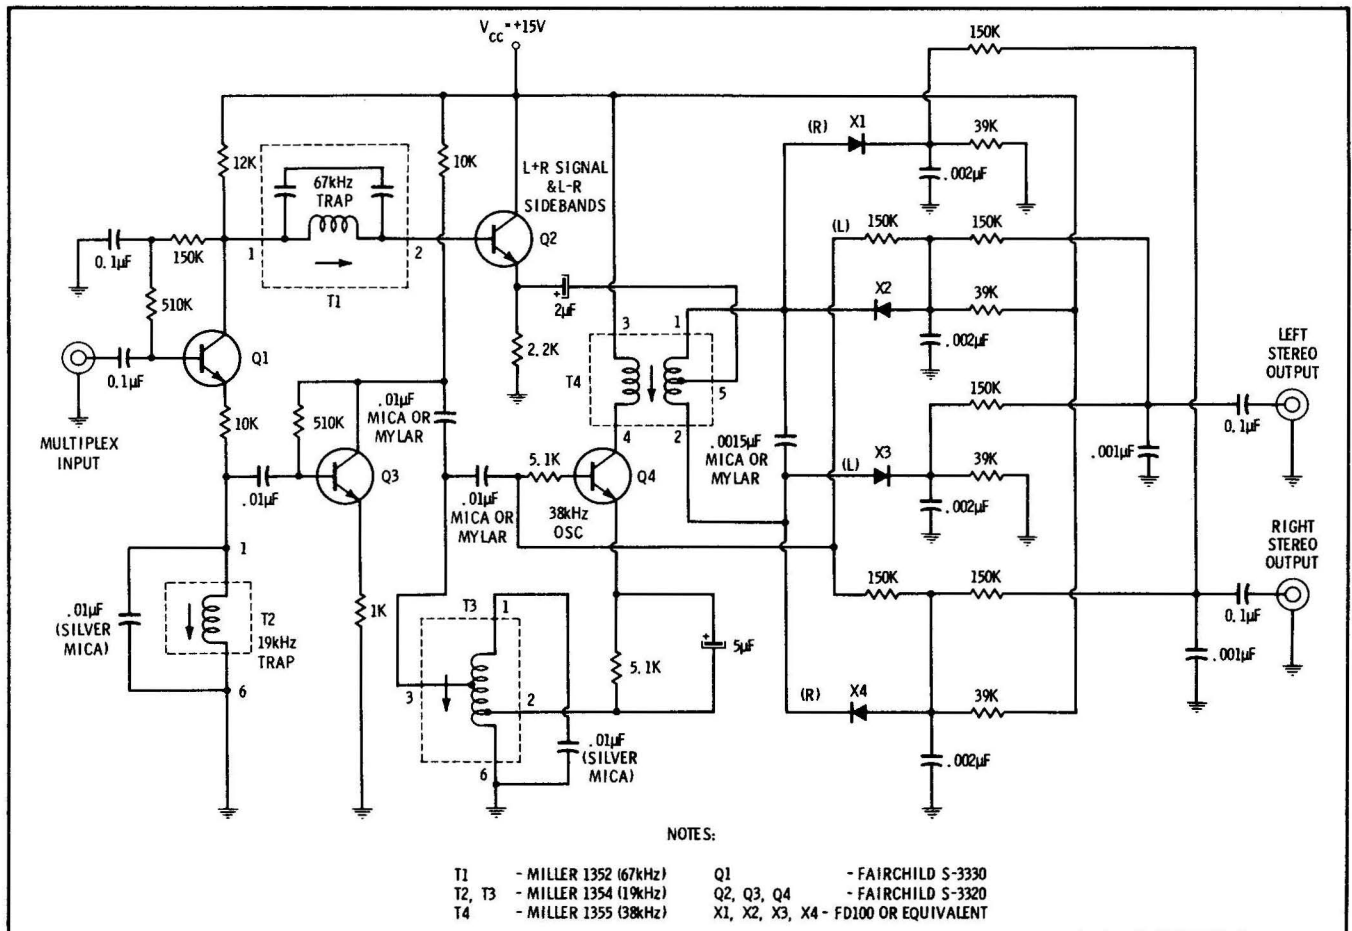 V_CC = +15V
150K
(R)
X1
39K
12K
67kHz
TRAP
10K
L+R SIGNAL
& L-R
SIDEBANDS
.002µF
(L)
150K
150K
Q2
0.1µF
150K
1
2
T1
510K
+
2µF
X2
39K
3
1
2.2K
.002µF
Q1
0.1µF
LEFT
STEREO
OUTPUT
T4
5
150K
.01µF
MICA OR
MYLAR
10K
510K
4
2
0.1µF
MULTIPLEX
INPUT
.0015µF
MICA OR
MYLAR
.001µF
5.1K
(L)
X3
39K
Q3
Q4
.01µF
.01µF
MICA OR
MYLAR
38kHz
OSC
.002µF
RIGHT
STEREO
OUTPUT
1
150K
150K
.01µF
(SILVER
MICA)
T2
19kHz
TRAP
1K
T3
1
0.1µF
+
5µF
5.1K
.001µF
6
3
2
(R)
X4
39K
.01µF
(SILVER
MICA)
6
.002µF
NOTES:
T1 - MILLER 1352 (67kHz) Q1 - FAIRCHILD S-3330
T2, T3 - MILLER 1354 (19kHz) Q2, Q3, Q4 - FAIRCHILD S-3320
T4 - MILLER 1355 (38kHz) X1, X2, X3, X4 - FD100 OR EQUIVALENT